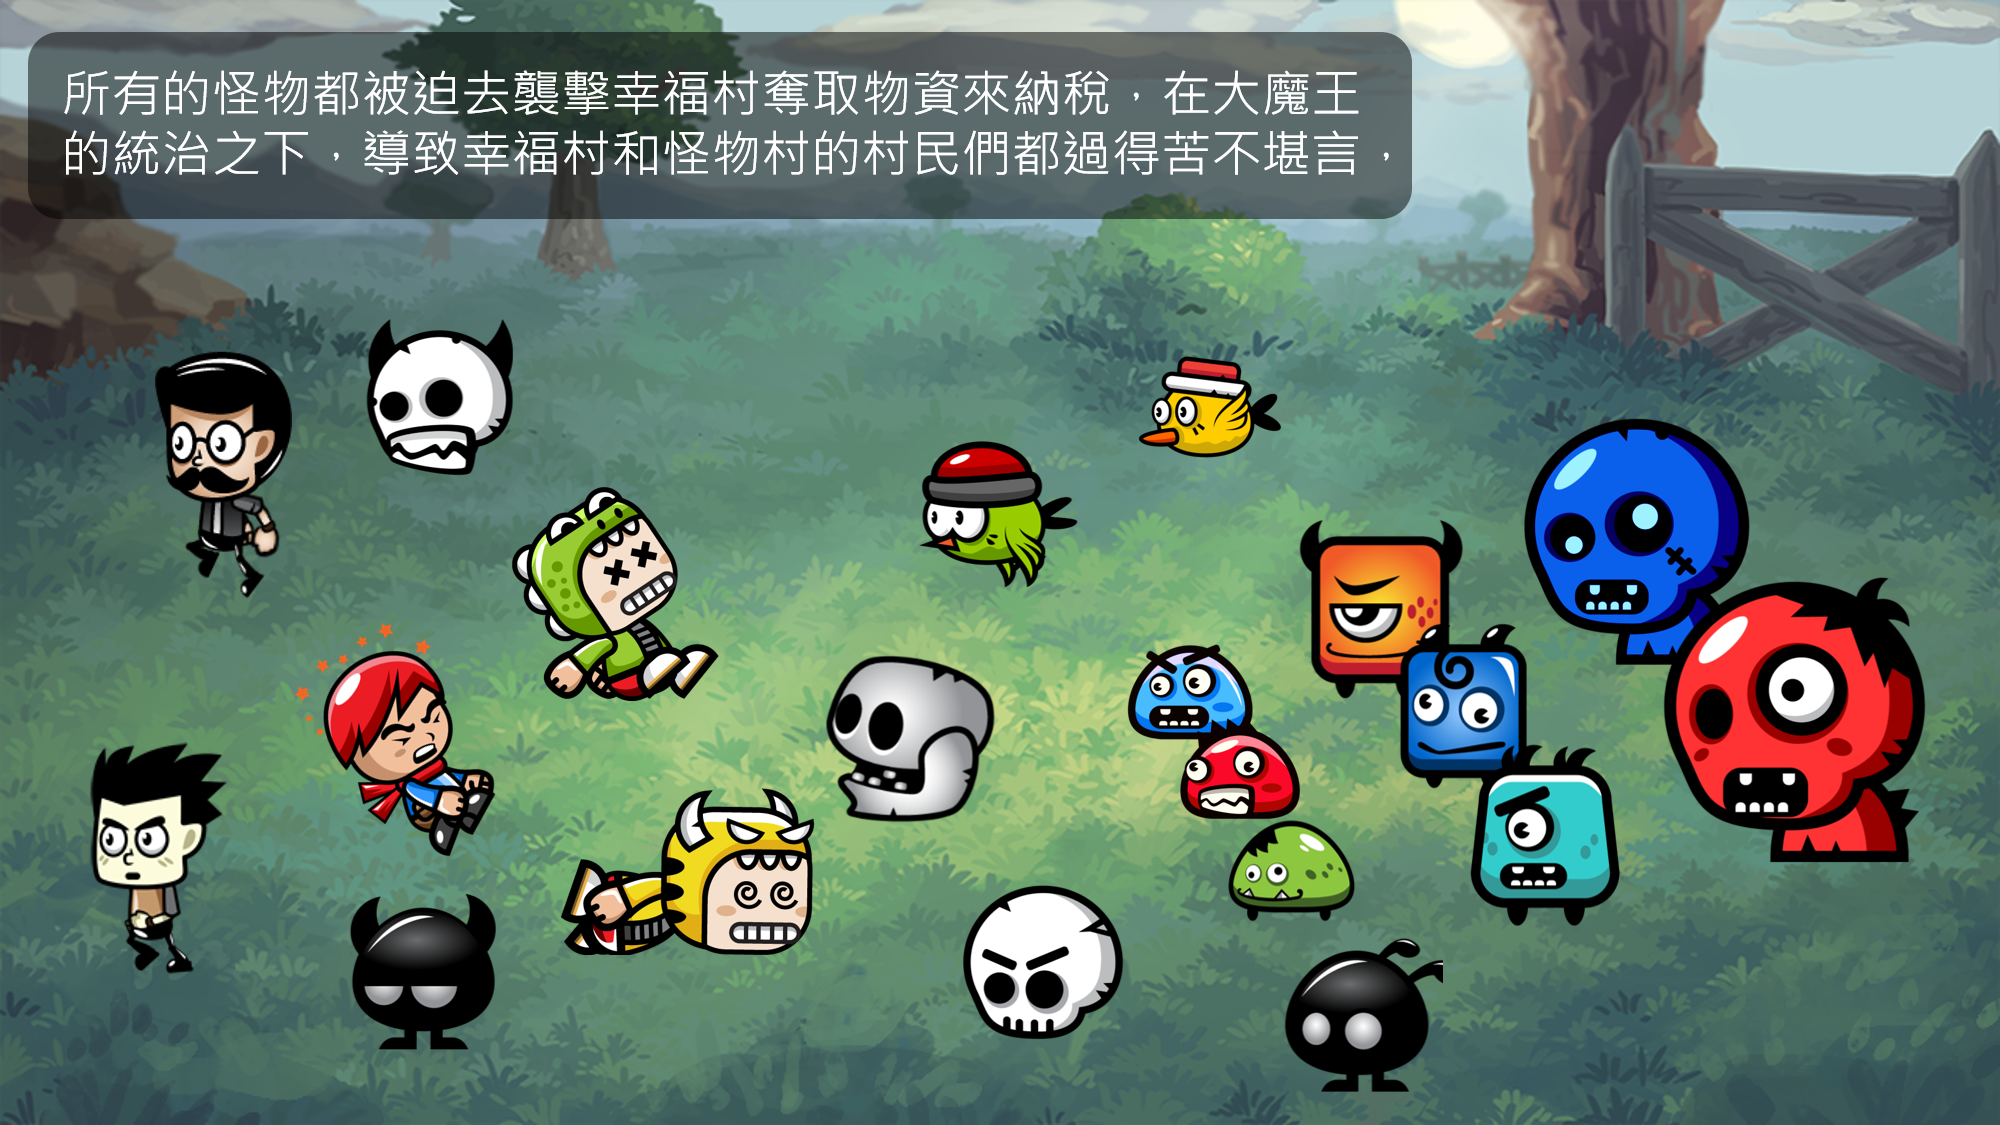 所有的怪物都被迫去襲擊幸福村奪取物資來納稅，在大魔王
的統治之下，導致幸福村和怪物村的村民們都過得苦不堪言，